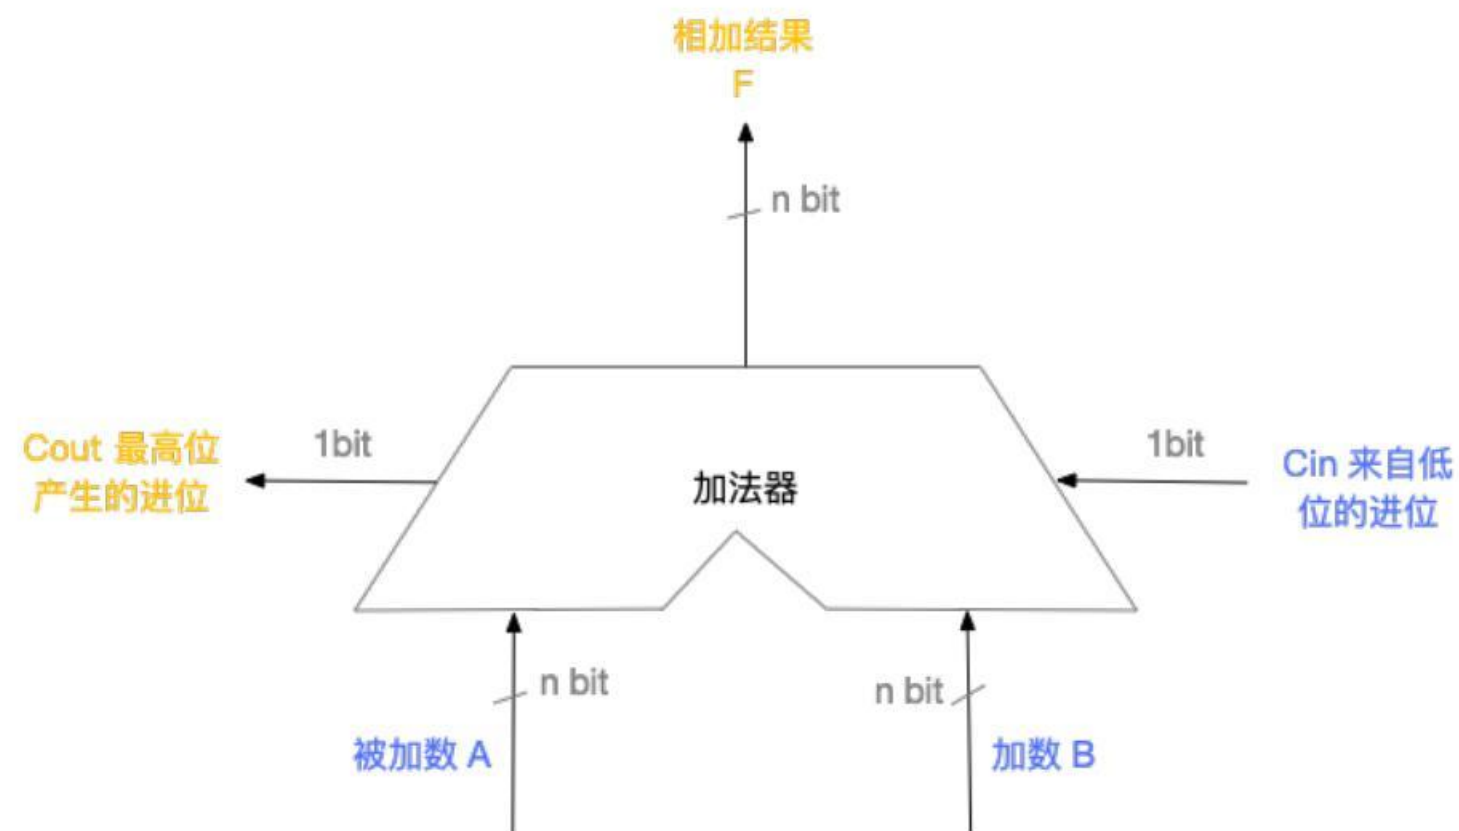 相加结果
F
n bit
Cout 最高位
产生的进位
1bit
加法器
1bit
Cin 来自低
位的进位
n bit
n bit
被加数 A
加数 B